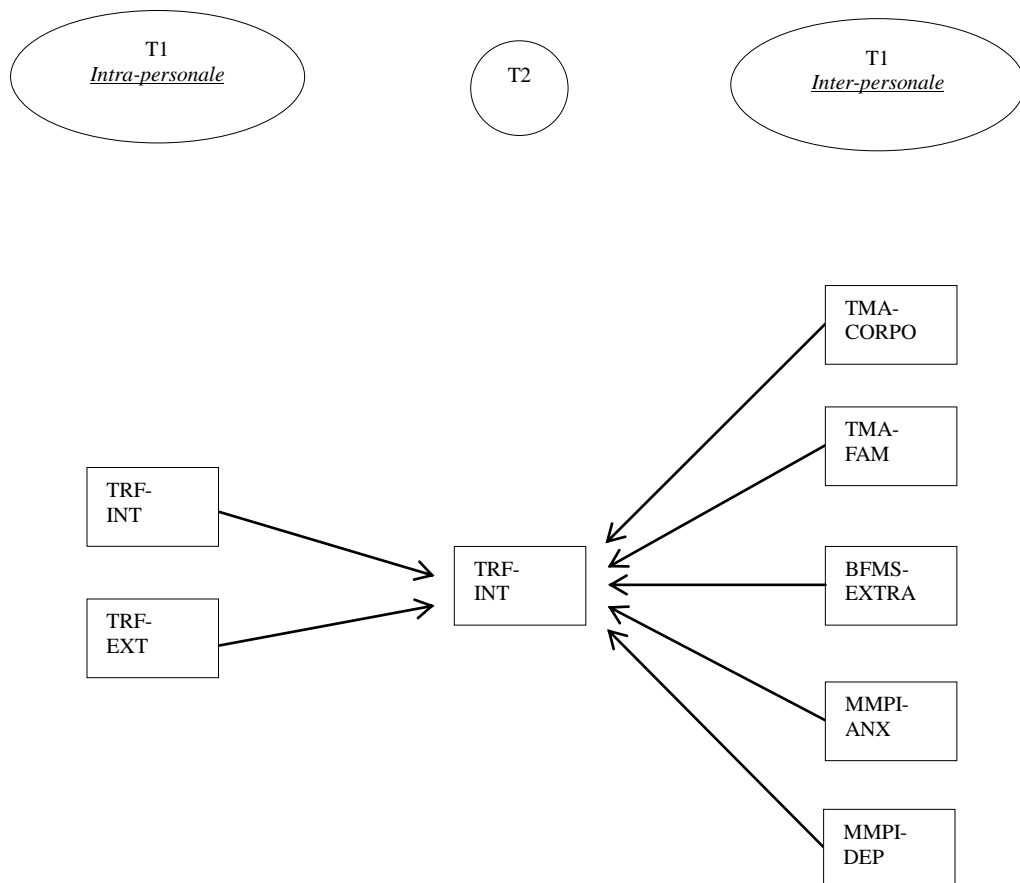 T1
Intra-personale
T2
T1
Inter-personale
TMA-
CORPO
TMA-
FAM
TRF-
INT
TRF-
INT
BFMS-
EXTRA
TRF-
EXT
MMPI-
ANX
MMPI-
DEP